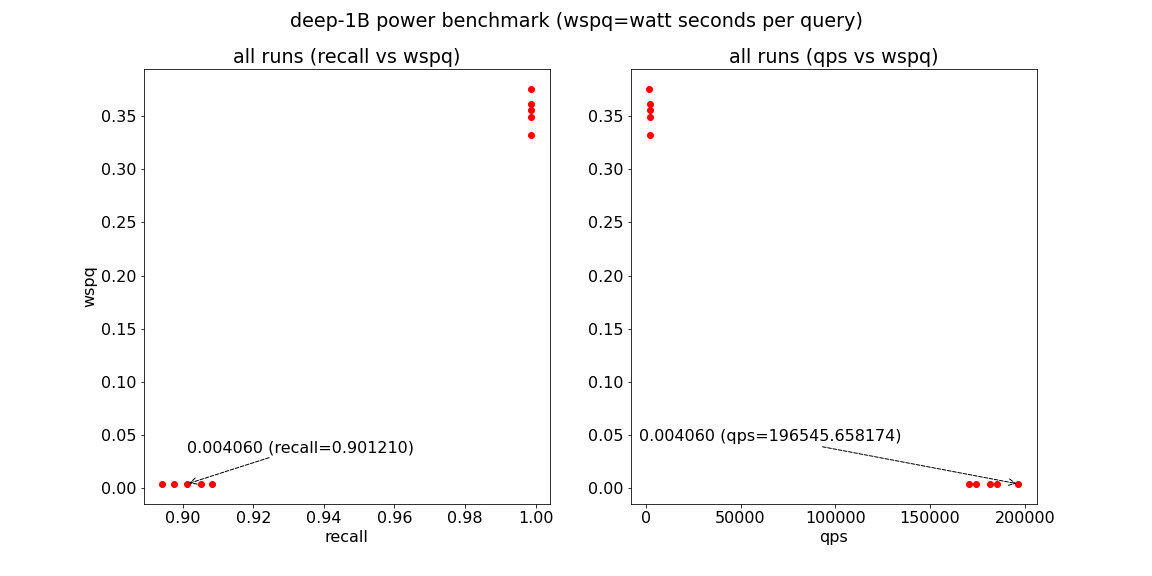 deep-1B power benchmark (wspq=watt seconds per query)
all runs (recall vs wspq)
0.35
0.30
0.25
0.20
0.15
0.10
0.05
0.00
wspq
0.004060 (recall=0.901210)
0.90 0.92 0.94 0.96 0.98 1.00
recall
all runs (qps vs wspq)
0.35
0.30
0.25
0.20
0.15
0.10
0.05
0.00
0.004060 (qps=196545.658174)
0 50000 100000 150000 200000
qps